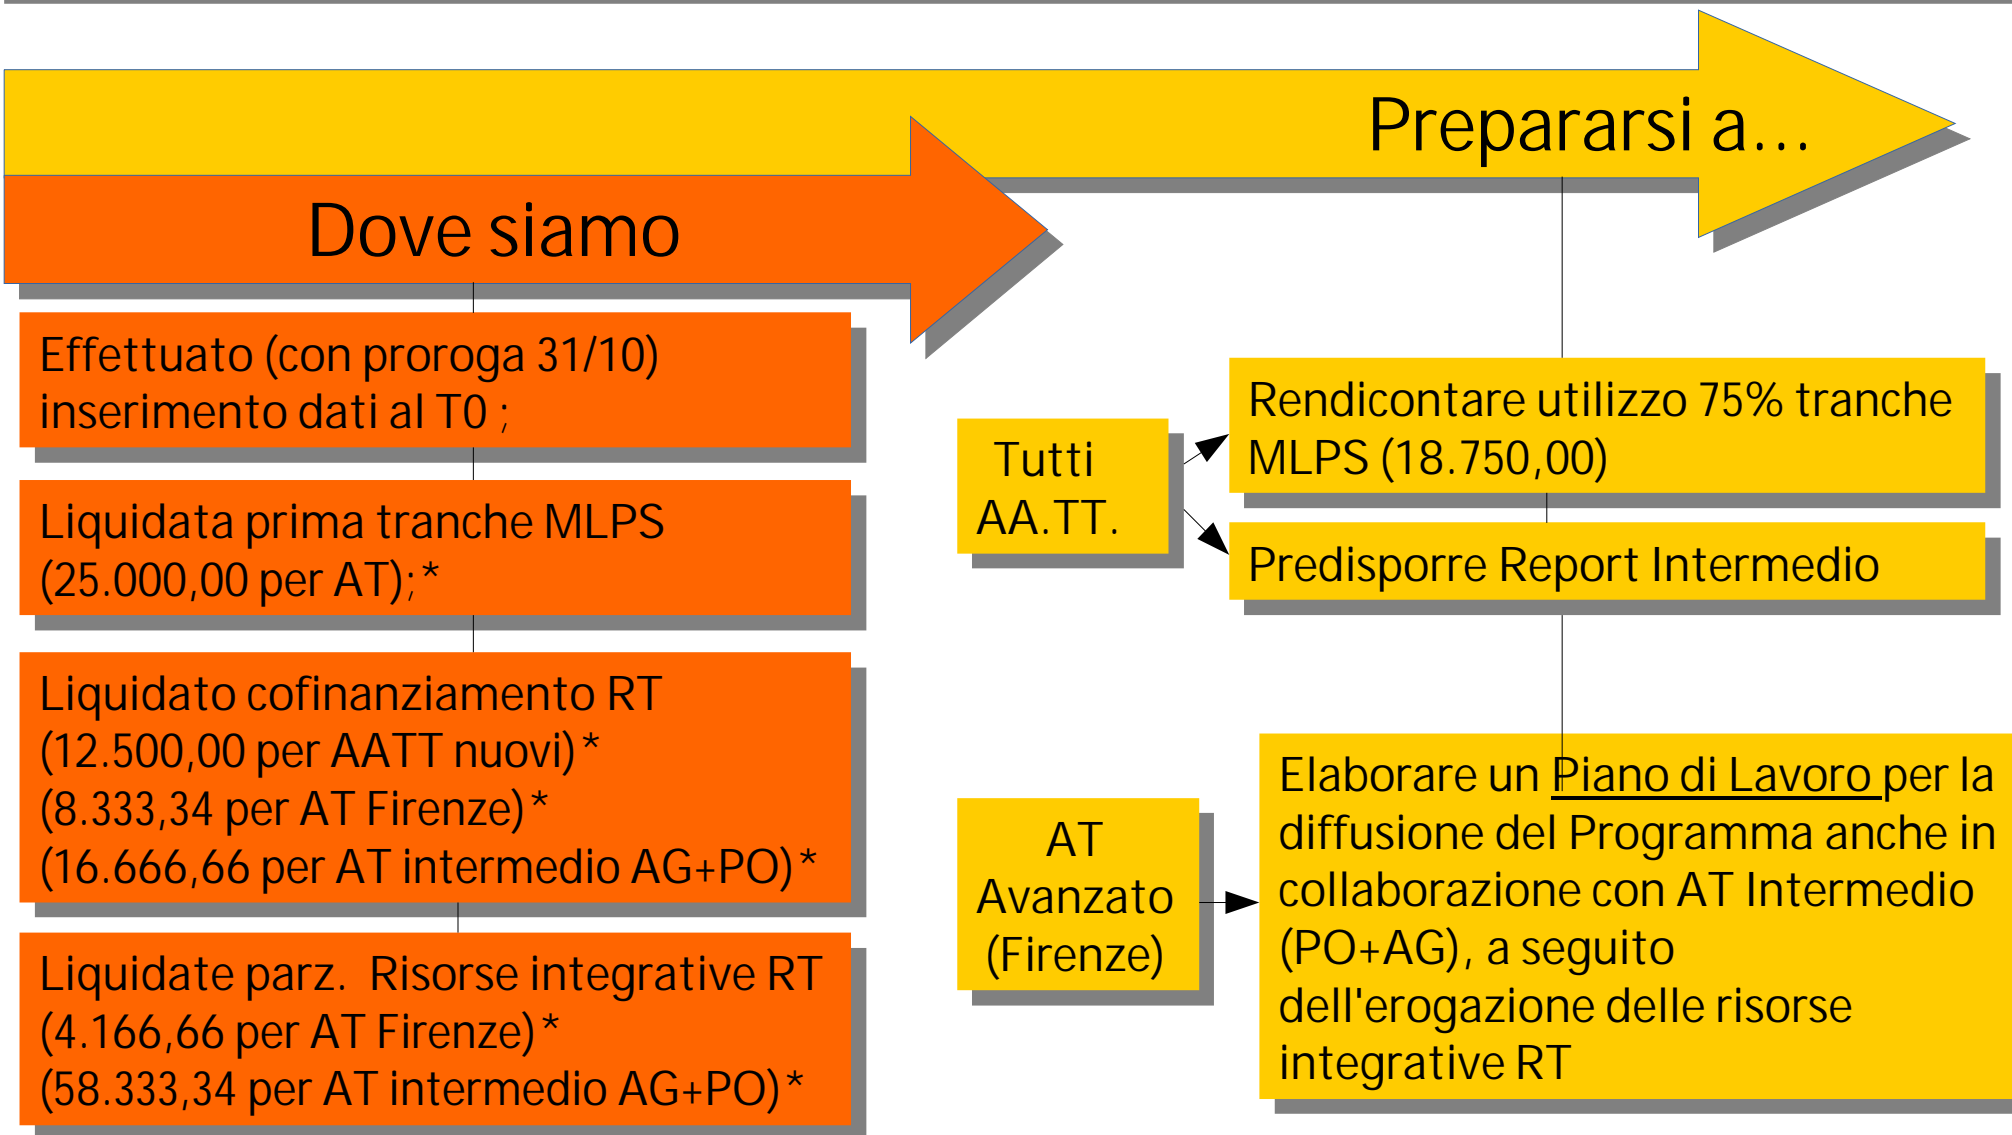 Prepararsi a...
Dove siamo
Effettuato (con proroga 31/10)
inserimento dati al T0 ;
Liquidata prima tranche MLPS
(25.000,00 per AT);*
Liquidato cofinanziamento RT
(12.500,00 per AATT nuovi)*
(8.333,34 per AT Firenze)*
(16.666,66 per AT intermedio AG+PO)*
Liquidate parz. Risorse integrative RT
(4.166,66 per AT Firenze)*
(58.333,34 per AT intermedio AG+PO)*
Tutti
AA.TT.
Rendicontare utilizzo 75% tranche
MLPS (18.750,00)
Predisporre Report Intermedio
AT
Avanzato
(Firenze)
Elaborare un Piano di Lavoro per la
diffusione del Programma anche in
collaborazione con AT Intermedio
(PO+AG), a seguito
dell'erogazione delle risorse
integrative RT